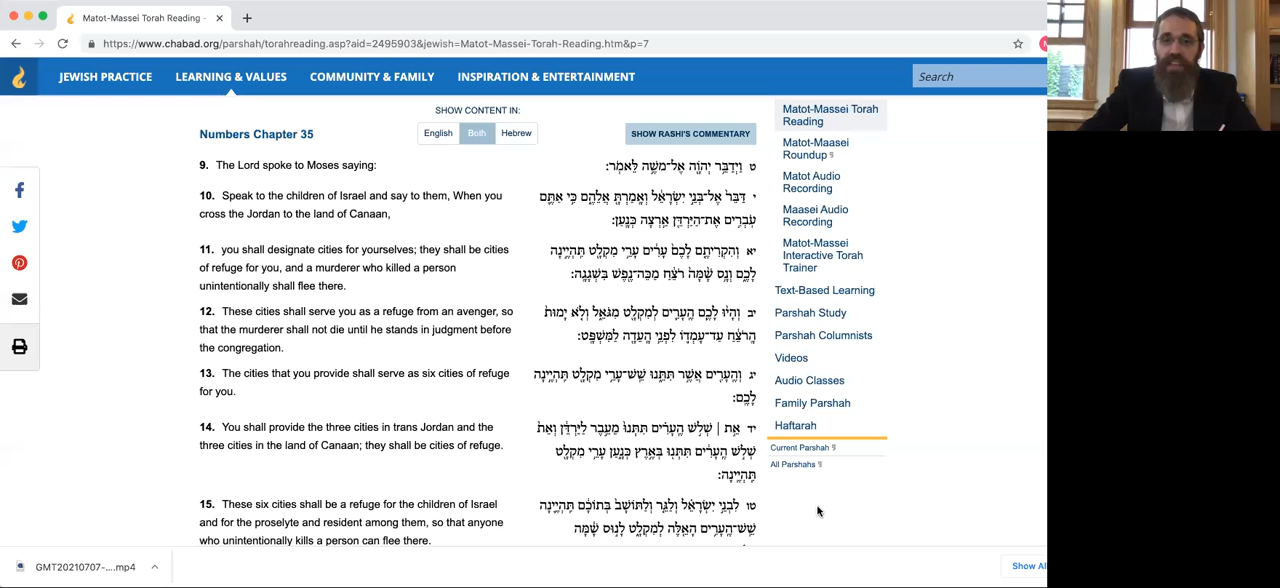 Matot-Massei Torah Reading -
https://www.chabad.org/parshah/torahreading.asp?aid=2495903&jewish=Matot-Massei-Torah-Reading.htm&p=7
JEWISH PRACTICE LEARNING & VALUES COMMUNITY & FAMILY INSPIRATION & ENTERTAINMENT Search
SHOW CONTENT IN:
English Both Hebrew
SHOW RASHI'S COMMENTARY
Numbers Chapter 35
9. The Lord spoke to Moses saying:
ט וַיְדַבֵּ֥ר יְהֹוָ֖ה אֶל־משֶׁ֥ה לֵּאמֹֽר:
10. Speak to the children of Israel and say to them, When you
cross the Jordan to the land of Canaan,
י דַּבֵּר֙ אֶל־בְּנֵ֣י יִשְׂרָאֵ֔ל וְאָֽמַרְתָּ֖ אֲלֵהֶ֑ם כִּ֥י אַתֶּ֛ם
עֹֽבְרִ֥ים אֶת־הַיַּרְדֵּ֖ן אַ֥רְצָה כְּנָֽעַן:
11. you shall designate cities for yourselves; they shall be cities
of refuge for you, and a murderer who killed a person
unintentionally shall flee there.
יא וְהִקְרִיתֶ֤ם לָכֶם֙ עָרִ֔ים עָרֵ֥י מִקְלָ֖ט תִּֽהְיֶ֣ינָה
לָכֶ֑ם וְנָ֥ס שָׁ֨מָּה֙ רֹצֵ֔חַ מַכֵּה־נֶ֖פֶשׁ בִּשְׁגָגָֽה:
12. These cities shall serve you as a refuge from an avenger, so
that the murderer shall not die until he stands in judgment before
the congregation.
יב וְהָי֨וּ לָכֶ֧ם הֶֽעָרִ֛ים לְמִקְלָ֖ט מִגֹּאֵ֑ל וְלֹ֤א יָמוּת֙
הָֽרֹצֵ֔חַ עַד־עָמְד֛וֹ לִפְנֵ֥י הָֽעֵדָ֖ה לַמִּשְׁפָּֽט:
13. The cities that you provide shall serve as six cities of refuge
for you.
יג וְהֶֽעָרִ֖ים אֲשֶׁ֣ר תִּתֵּ֑נוּ שֵֽׁשׁ־עָרֵ֥י מִקְלָ֖ט תִּֽהְיֶ֥ינָה
לָכֶֽם:
14. You shall provide the three cities in trans Jordan and the
three cities in the land of Canaan; they shall be cities of refuge.
יד אֵ֣ת | שְׁל֣שׁ הֶֽעָרִ֗ים תִּתְּנוּ֙ מֵעֵ֣בֶר לַיַּרְדֵּ֔ן וְאֵת֙
שְׁל֣שׁ הֶֽעָרִ֔ים תִּתְּנ֖וּ בְּאֶ֣רֶץ כְּנָ֑עַן עָרֵ֥י מִקְלָ֖ט
תִּֽהְיֶֽינָה:
15. These six cities shall be a refuge for the children of Israel
and for the proselyte and resident among them, so that anyone
who unintentionally kills a person can flee there.
טו לִבְנֵ֣י יִשְׂרָאֵ֗ל וְלַגֵּ֤ר וְלַתּוֹשָׁב֙ בְּתוֹכָ֔ם תִּֽהְיֶ֛ינָה
שֵֽׁשׁ־הֶעָרִ֥ים הָאֵ֖לֶּה לְמִקְלָ֑ט לָנ֣וּס שָׁ֔מָּה
Matot-Massei Torah
Reading
Matot-Maasei
Roundup
Matot Audio
Recording
Maasei Audio
Recording
Matot-Massei
Interactive Torah
Trainer
Text-Based Learning
Parshah Study
Parshah Columnists
Videos
Audio Classes
Family Parshah
Haftarah
Current Parshah
All Parshahs
GMT20210707-....mp4
Show Al